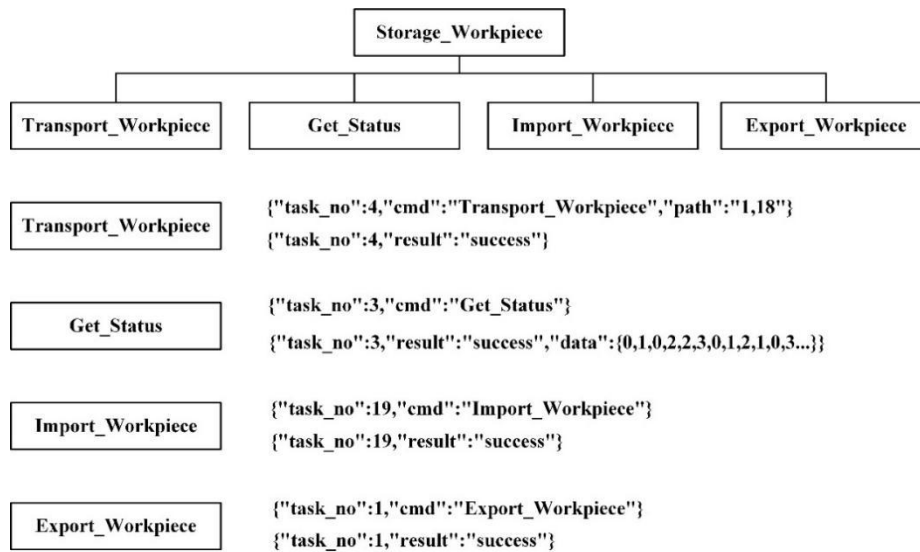 Storage_Workpiece
Transport_Workpiece
Get_Status
Import_Workpiece
Export_Workpiece
Transport_Workpiece
{"task_no":4,"cmd":"Transport_Workpiece","path":"1,18"}
{"task_no":4,"result":"success"}
Get_Status
{"task_no":3,"cmd":"Get_Status"}
{"task_no":3,"result":"success","data":{0,1,0,2,2,3,0,1,2,1,0,3...}}
Import_Workpiece
{"task_no":19,"cmd":"Import_Workpiece"}
{"task_no":19,"result":"success"}
Export_Workpiece
{"task_no":1,"cmd":"Export_Workpiece"}
{"task_no":1,"result":"success"}